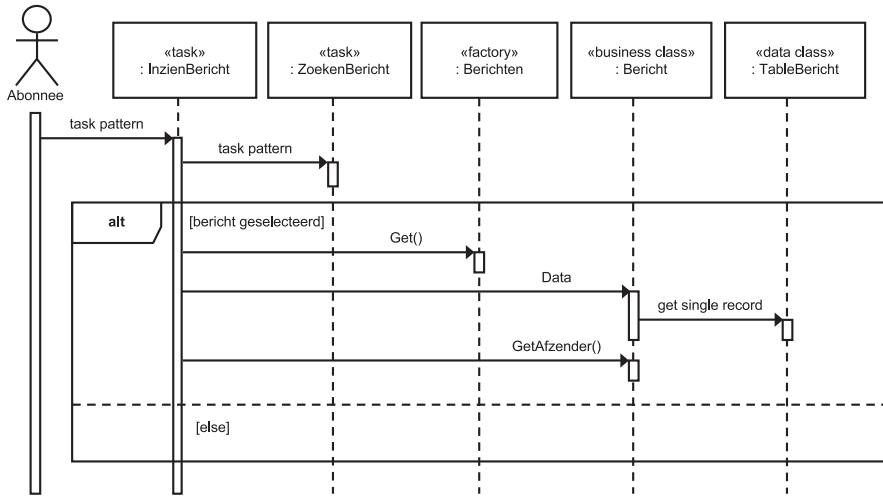 «task»
: InzienBericht
«task»
: ZoekenBericht
«factory»
: Berichten
«business class»
: Bericht
«data class»
: TableBericht
Abonnee
task pattern
task pattern
alt
[bericht geselecteerd]
Get()
Data
get single record
GetAfzender()
[else]